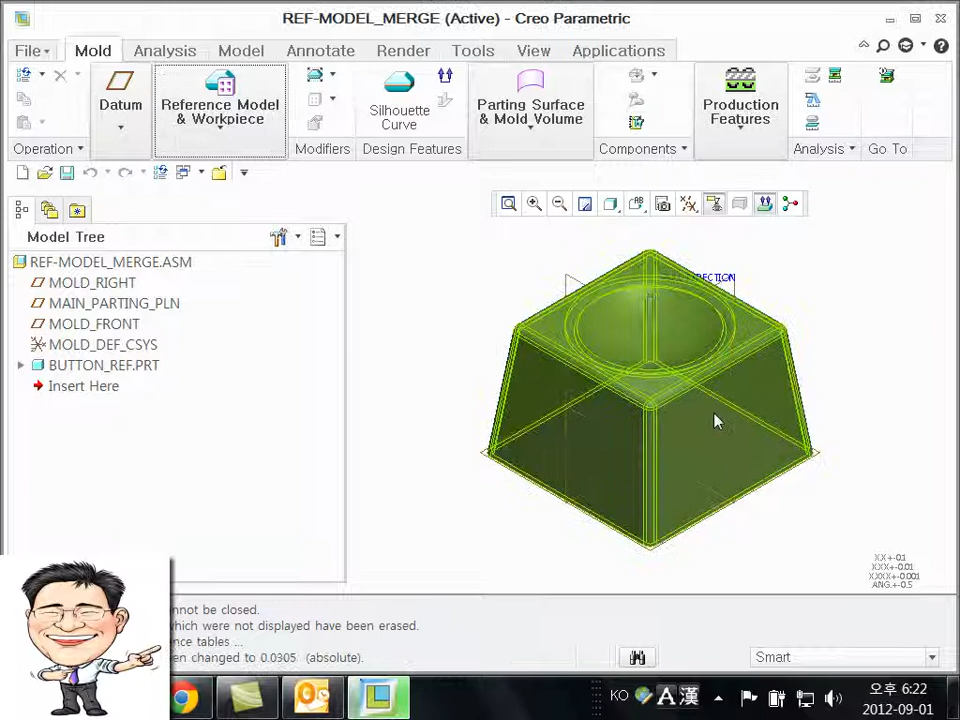 REF-MODEL_MERGE (Active) - Creo Parametric
File Mold Analysis Model Annotate Render Tools View Applications
Datum
Reference Model & Workpiece
Silhouette Curve
Parting Surface & Mold Volume
Production Features
Operation Modifiers Design Features Components Analysis Go To
Model Tree
REF-MODEL_MERGE.ASM
MOLD_RIGHT
MAIN_PARTING_PLN
MOLD_FRONT
MOLD_DEF_CSYS
BUTTON_REF.PRT
Insert Here
XX+-0.1
XXX+-0.01
XXXX+-0.001
ANG.+-0.5
nnot be closed.
which were not displayed have been erased.
ence tables ...
en changed to 0.0305 (absolute).
Smart
KO A 漢
오후 6:22
2012-09-01